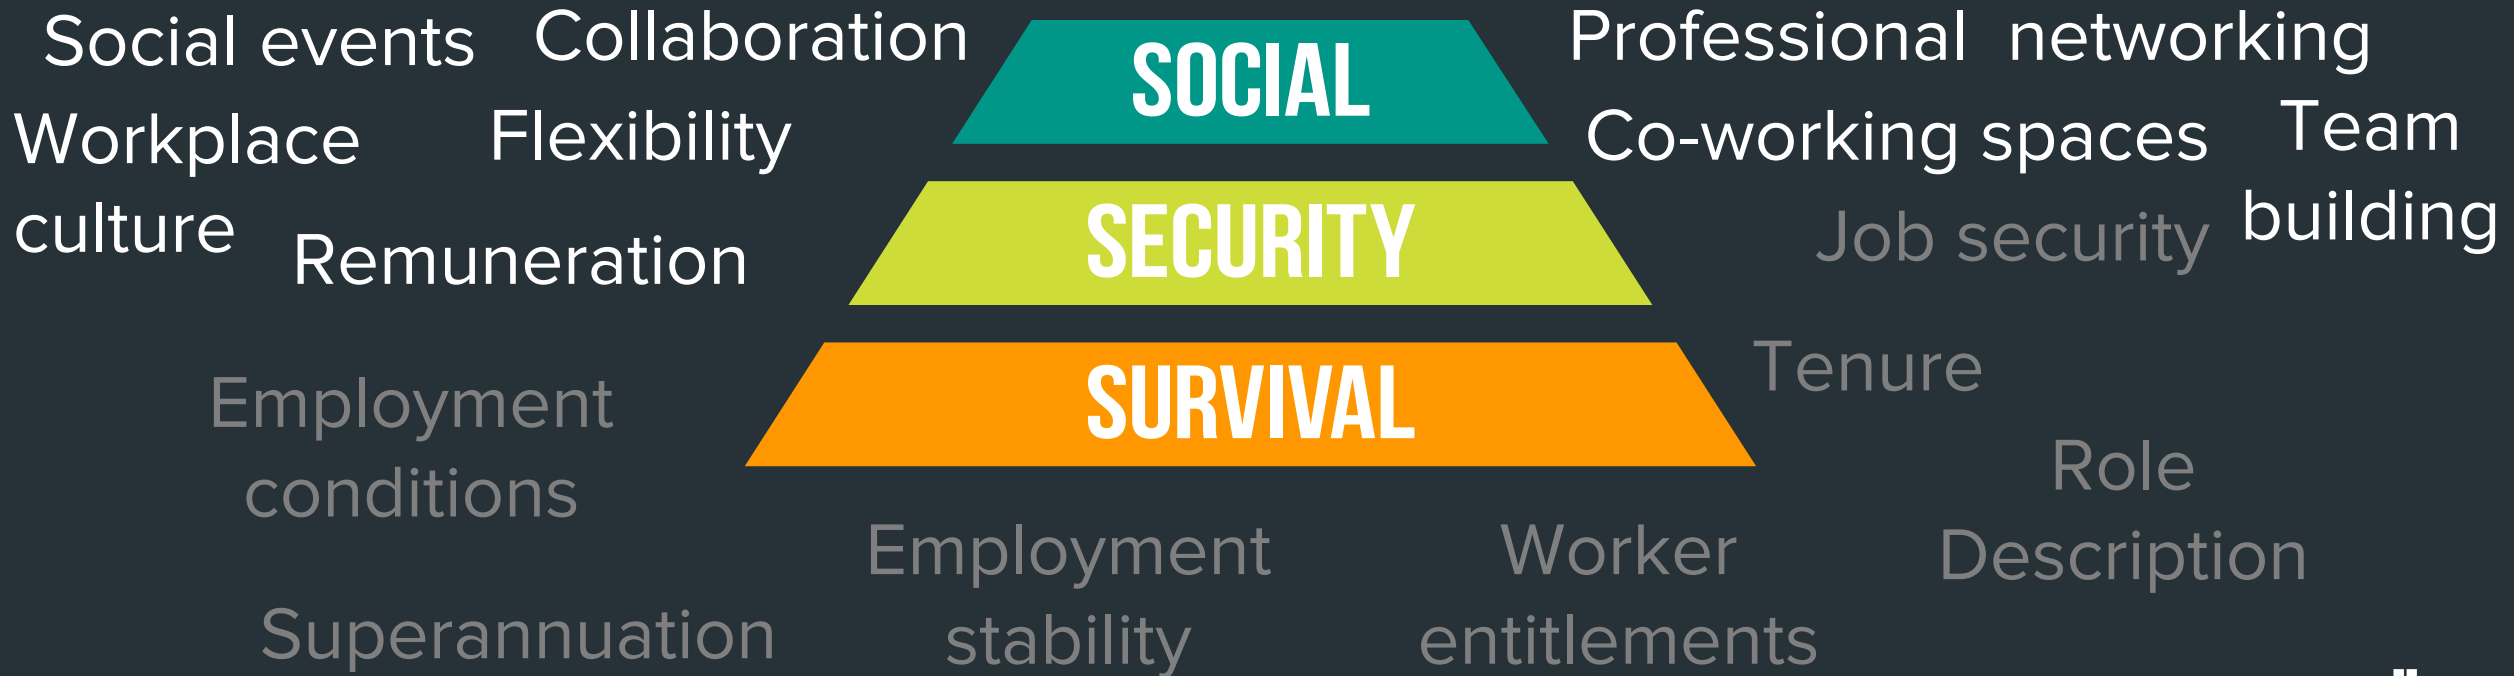 Social events
Collaboration
SOCIAL
Professional networking
Workplace
culture
Flexibility
Co-working spaces
Team
building
Remuneration
SECURITY
Job security
SURVIVAL
Tenure
Employment
conditions
Role
Description
Employment
stability
Worker
entitlements
Superannuation